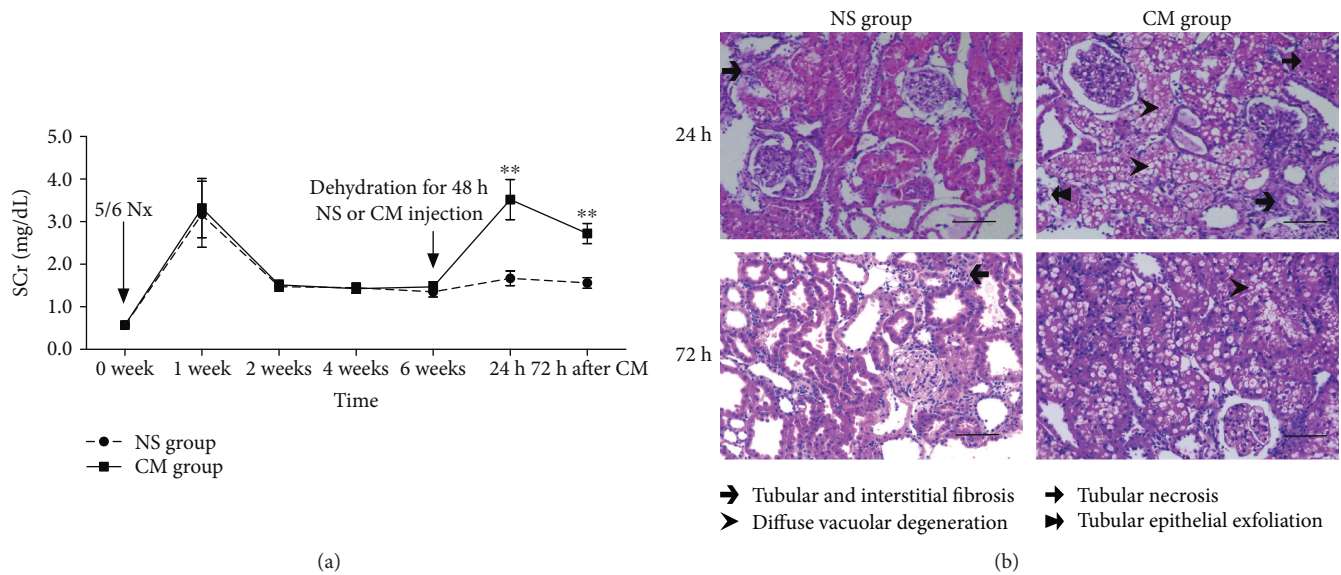 NS group
CM group
24 h
72 h
SCr (mg/dL)
5.0
4.0
3.0
2.0
1.0
0.0
5/6 Nx
Dehydration for 48 h
NS or CM injection
**
**
0 week
1 week
2 weeks
4 weeks
6 weeks
24 h
72 h after CM
Time
NS group
CM group
Tubular and interstitial fibrosis
Diffuse vacuolar degeneration
Tubular necrosis
Tubular epithelial exfoliation
(a)
(b)